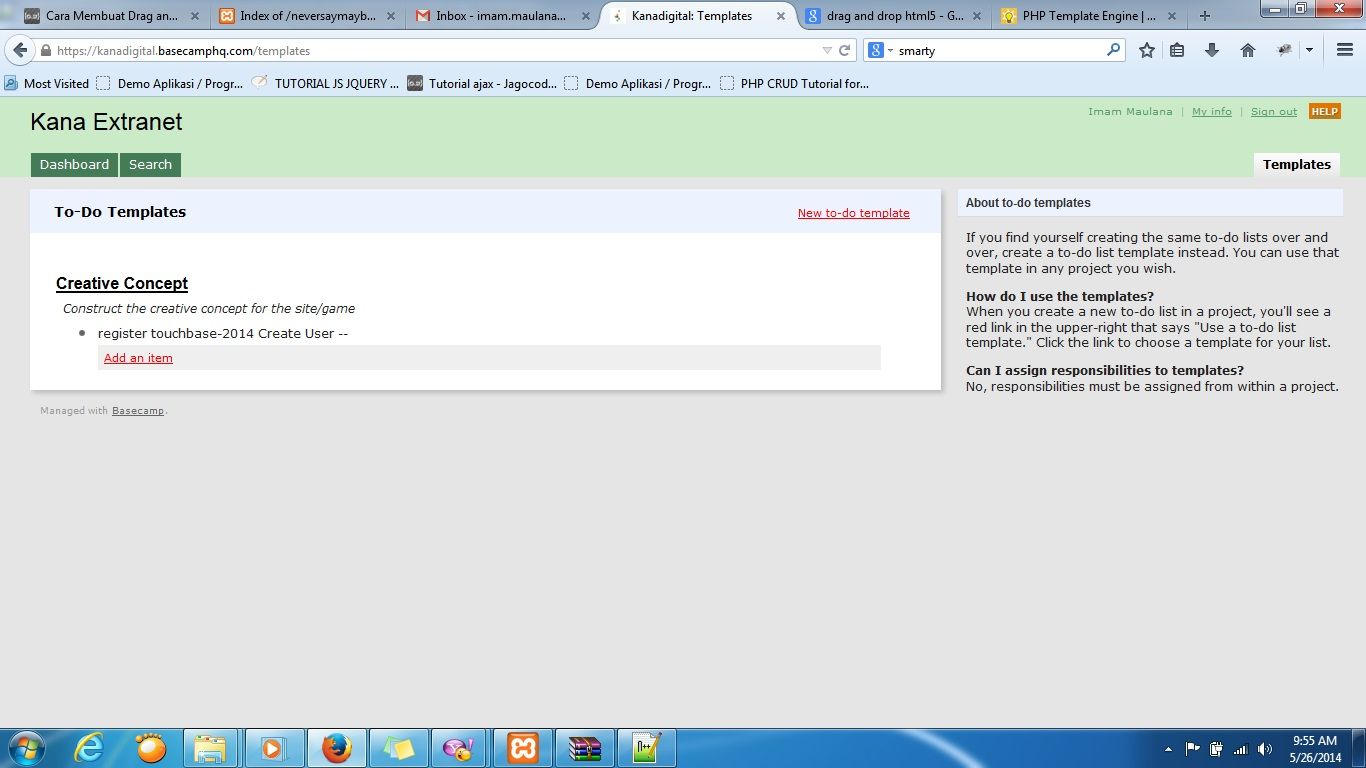 Cara Membuat Drag an...
Index of /neversaymayb...
Inbox - imam.maulana...
Kanadigital: Templates
drag and drop html5 - G...
PHP Template Engine | ...
https://kanadigital.basecamphq.com/templates
smarty
Most Visited
Demo Aplikasi / Progr...
TUTORIAL JS JQUERY ...
Tutorial ajax - Jagocod...
Demo Aplikasi / Progr...
PHP CRUD Tutorial for...
Kana Extranet
Imam Maulana | My info | Sign out HELP
Dashboard
Search
Templates
To-Do Templates
New to-do template
Creative Concept
Construct the creative concept for the site/game
register touchbase-2014 Create User --
Add an item
Managed with Basecamp.
About to-do templates
If you find yourself creating the same to-do lists over and
over, create a to-do list template instead. You can use that
template in any project you wish.
How do I use the templates?
When you create a new to-do list in a project, you'll see a
red link in the upper-right that says "Use a to-do list
template." Click the link to choose a template for your list.
Can I assign responsibilities to templates?
No, responsibilities must be assigned from within a project.
9:55 AM
5/26/2014